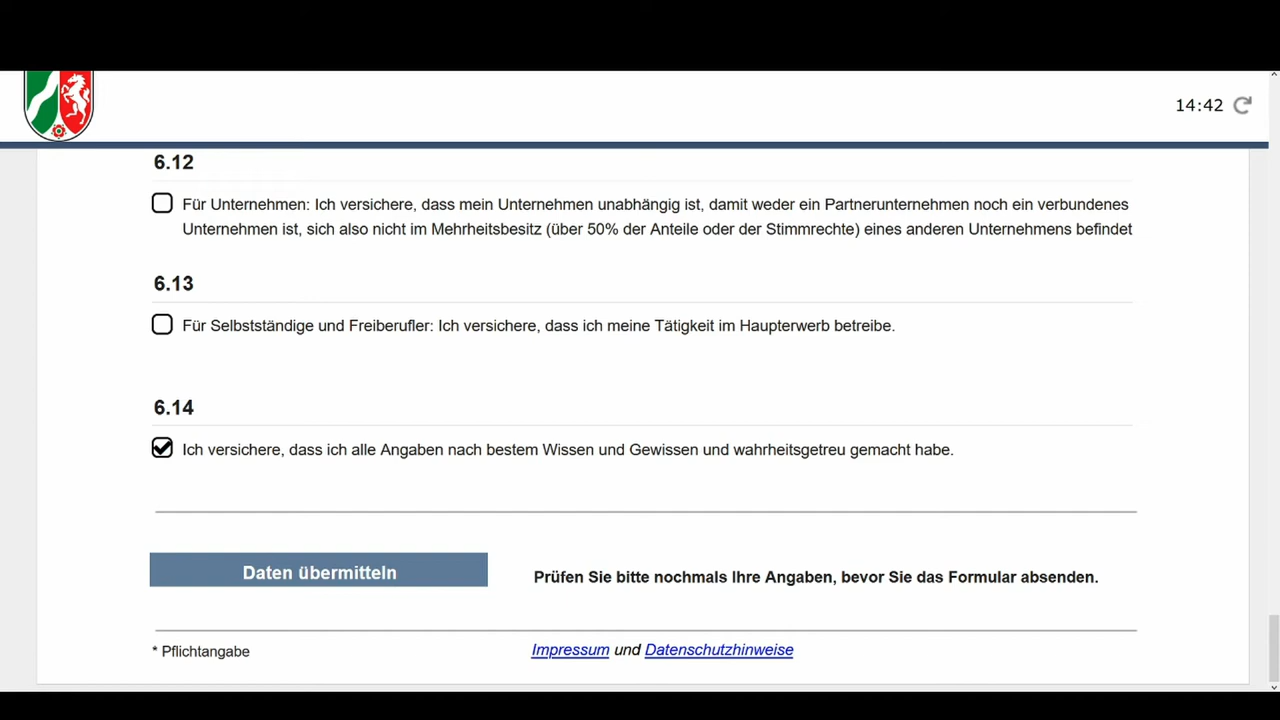 14:42
6.12
Für Unternehmen: Ich versichere, dass mein Unternehmen unabhängig ist, damit weder ein Partnerunternehmen noch ein verbundenes
Unternehmen ist, sich also nicht im Mehrheitsbesitz (über 50% der Anteile oder der Stimmrechte) eines anderen Unternehmens befindet
6.13
Für Selbstständige und Freiberufler: Ich versichere, dass ich meine Tätigkeit im Haupterwerb betreibe.
6.14
Ich versichere, dass ich alle Angaben nach bestem Wissen und Gewissen und wahrheitsgetreu gemacht habe.
Daten übermitteln
Prüfen Sie bitte nochmals Ihre Angaben, bevor Sie das Formular absenden.
* Pflichtangabe
Impressum und Datenschutzhinweise